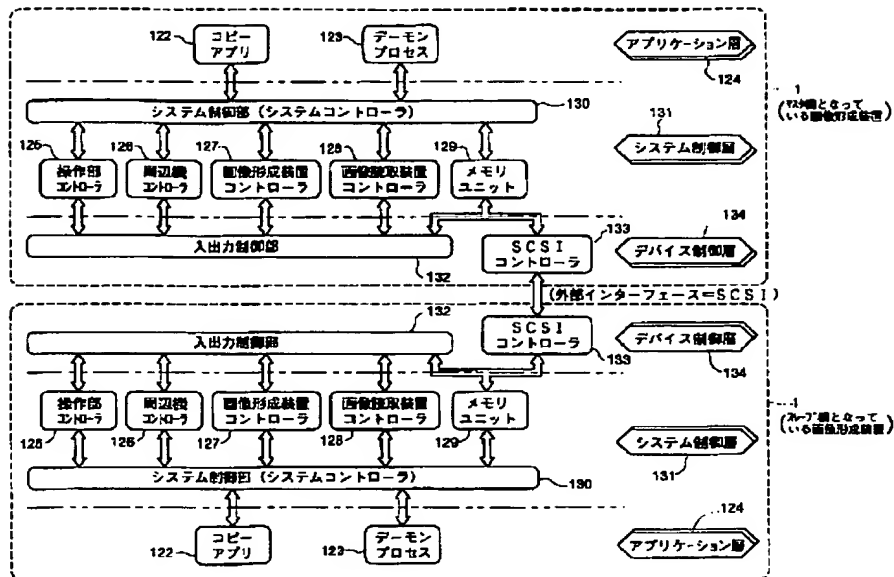 122 コピー アプリ
123 デーモン プロセス
アプリケーション層
124
システム制御部 (システムコントローラ) 130
125 操作部 コントローラ
126 周辺機 コントローラ
127 画像形成装置 コントローラ
128 画像読取装置 コントローラ
129 メモリ ユニット
131
システム制御層
1
(マスタ機となって いる画像形成装置)
入出力制御部
132
SCSI コントローラ 133
134
デバイス制御層
(外部インターフェース=SCSI)
132
入出力制御部
SCSI コントローラ
133
デバイス制御層
134
操作部 コントローラ
125
周辺機 コントローラ
126
画像形成装置 コントローラ
127
画像読取装置 コントローラ
128
メモリ ユニット
129
システム制御層
131
1
(スレーブ機となって いる画像形成装置)
システム制御部 (システムコントローラ) 130
122 コピー アプリ
123 デーモン プロセス
124
アプリケーション層